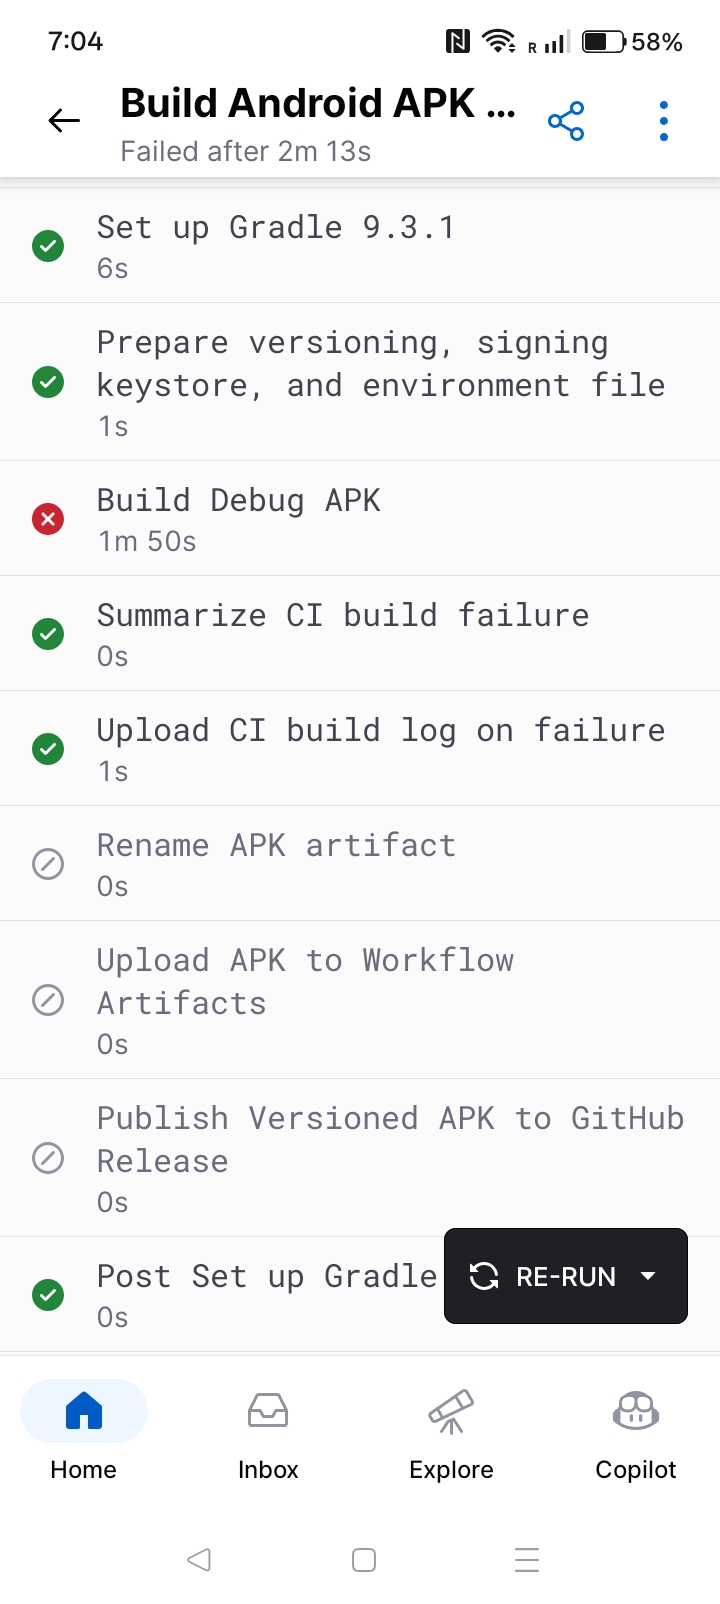 7:04
R
58%
Build Android APK ...
Failed after 2m 13s
Set up Gradle 9.3.1
6s
Prepare versioning, signing
keystore, and environment file
1s
Build Debug APK
1m 50s
Summarize CI build failure
0s
Upload CI build log on failure
1s
Rename APK artifact
0s
Upload APK to Workflow
Artifacts
0s
Publish Versioned APK to GitHub
Release
0s
Post Set up Gradle
0s
RE-RUN
Home
Inbox
Explore
Copilot